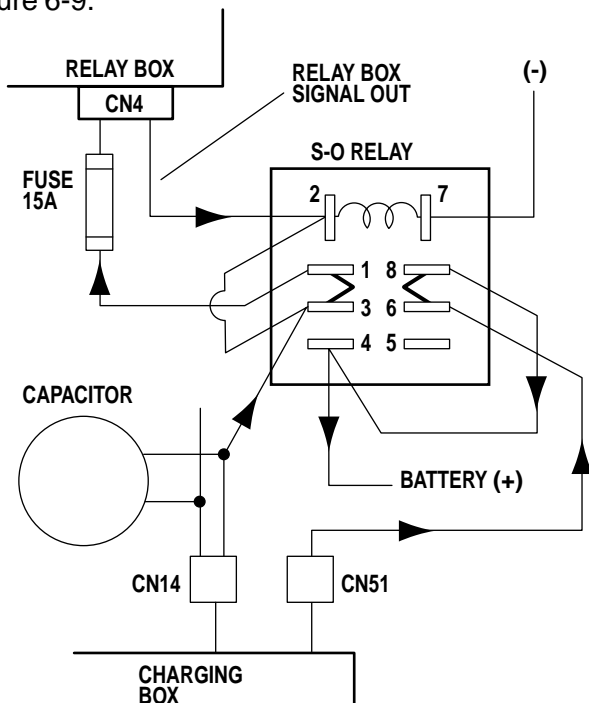 ure 6-9.
RELAY BOX
CN4
RELAY BOX
SIGNAL OUT
(-)
S-O RELAY
FUSE
15A
2 7
1 8
3 6
4 5
CAPACITOR
BATTERY (+)
CN14
CN51
CHARGING
BOX